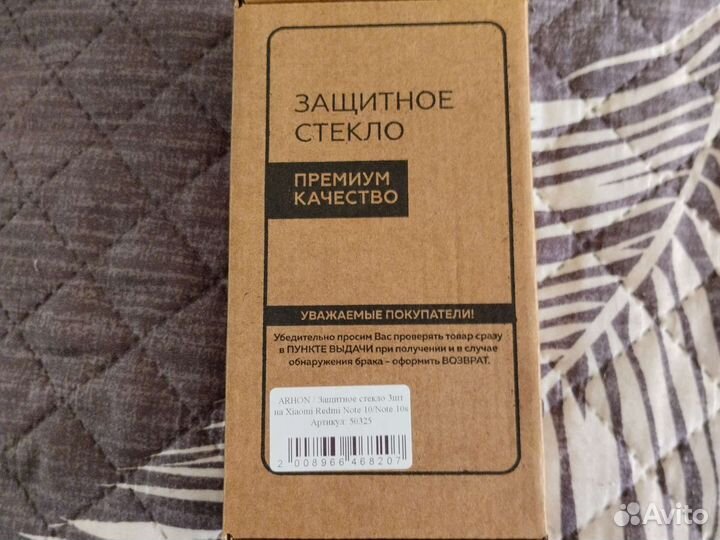 ЗАЩИТНОЕ
СТЕКЛО
ПРЕМИУМ
КАЧЕСТВО
УВАЖАЕМЫЕ ПОКУПАТЕЛИ!
Убедительно просим Вас проверять товар сразу
в ПУНКТЕ ВЫДАЧИ при получении и в случае
обнаружения брака - оформить ВОЗВРАТ.
ARHON / Защитное стекло 3шт
на Xiaomi Redmi Note 10/Note 10s
Артикул: 50325
2 008966 468207
Avito